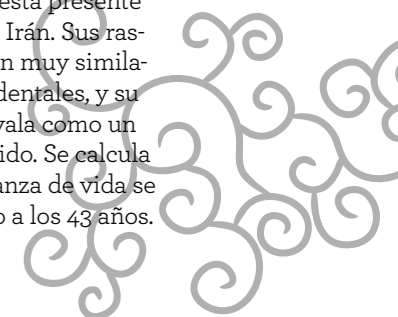 está presente
Irán. Sus ras-
n muy simila-
dentales, y su
vala como un
ido. Se calcula
anza de vida se
o a los 43 años.